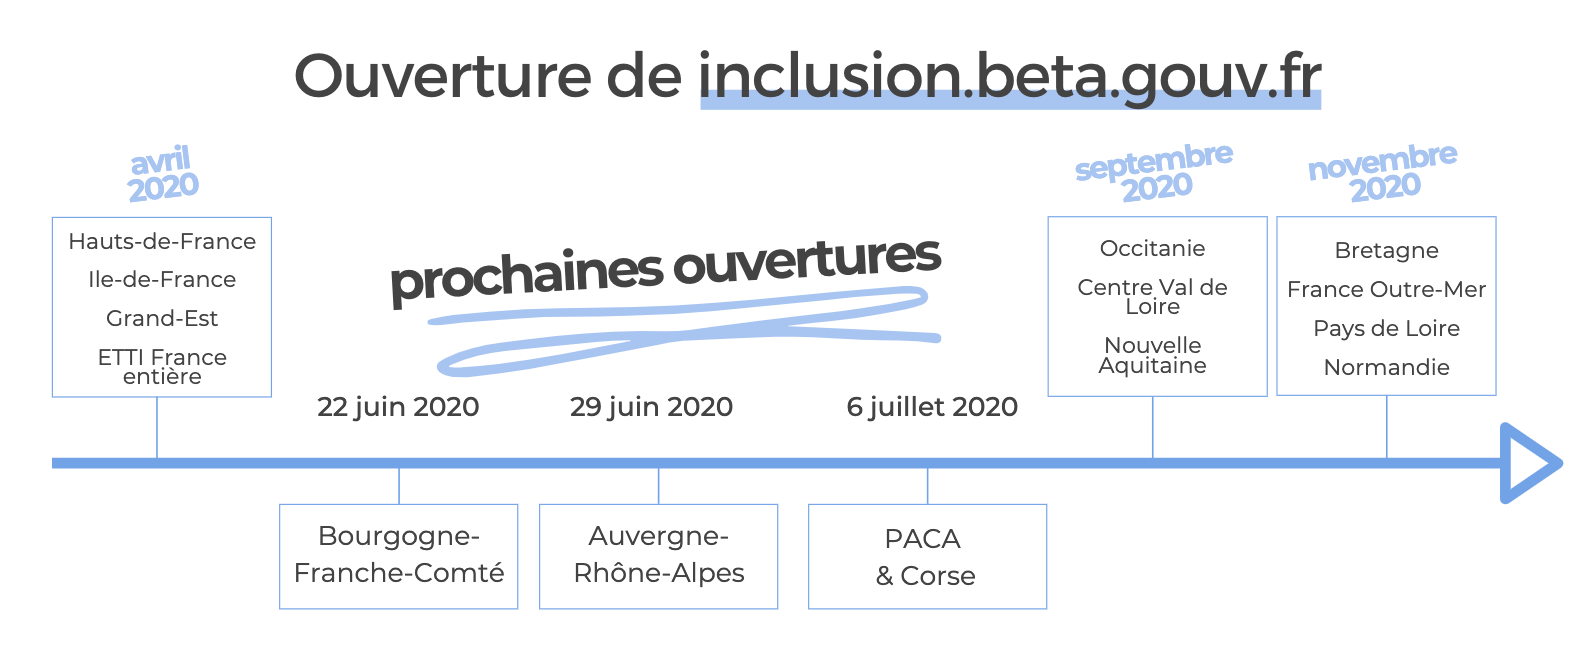 Ouverture de inclusion.beta.gouv.fr
avril
2020
Hauts-de-France
Ile-de-France
Grand-Est
ETTI France
entière
prochaines ouvertures
22 juin 2020
Bourgogne-
Franche-Comté
29 juin 2020
Auvergne-
Rhône-Alpes
6 juillet 2020
PACA
& Corse
septembre
2020
Occitanie
Centre Val de
Loire
Nouvelle
Aquitaine
novembre
2020
Bretagne
France Outre-Mer
Pays de Loire
Normandie